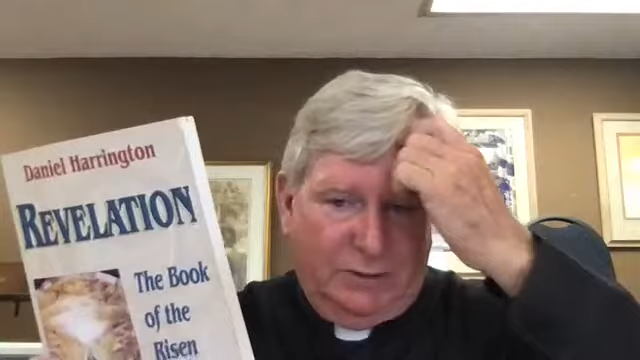 Daniel Harrington
REVELATION
The Book
of the
Risen